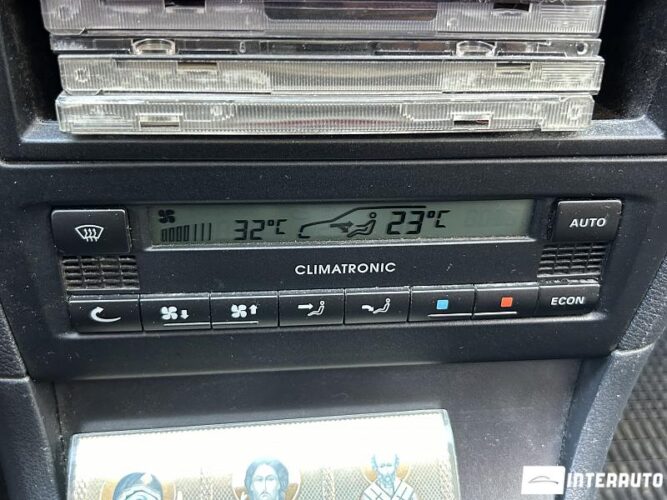 32°C 23°C
AUTO
CLIMATRONIC
ECON
INTERAUTO